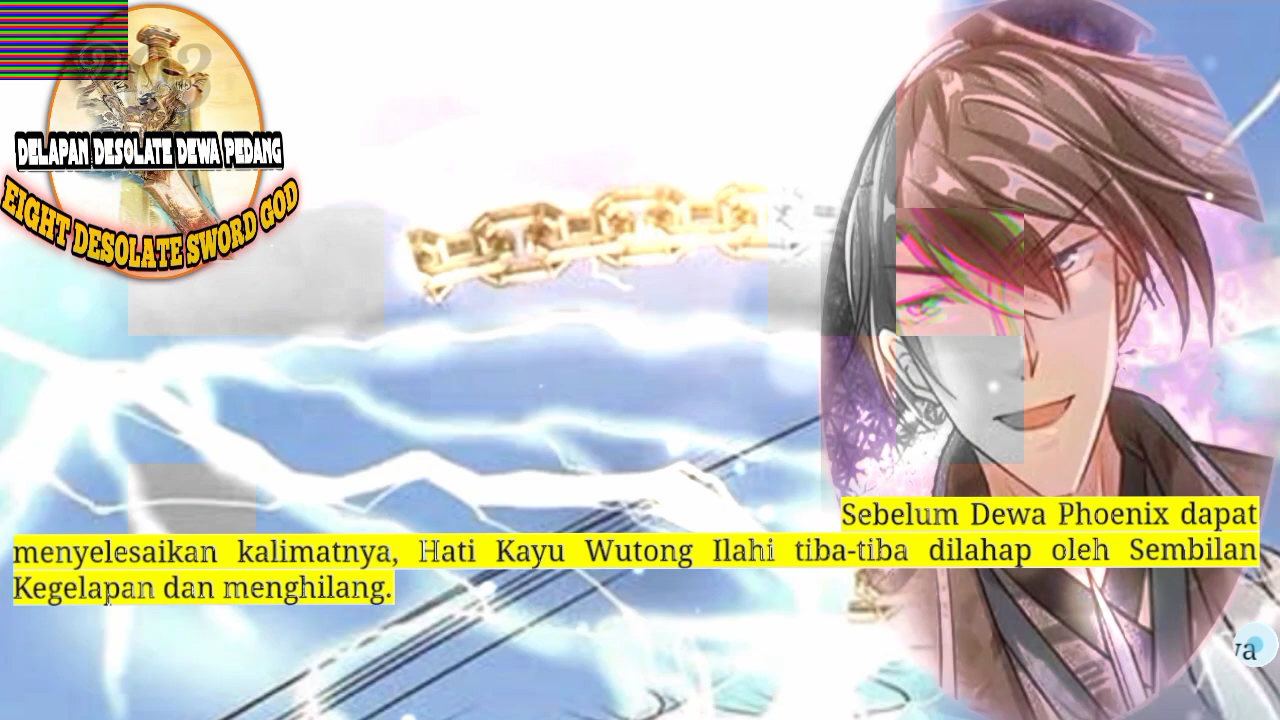 DELAPAN DESOLATE DEWA PEDANG
EIGHT DESOLATE SWORD GOD
Sebelum Dewa Phoenix dapat
menyelesaikan kalimatnya, Hati Kayu Wutong Ilahi tiba-tiba dilahap oleh Sembilan
Kegelapan dan menghilang.